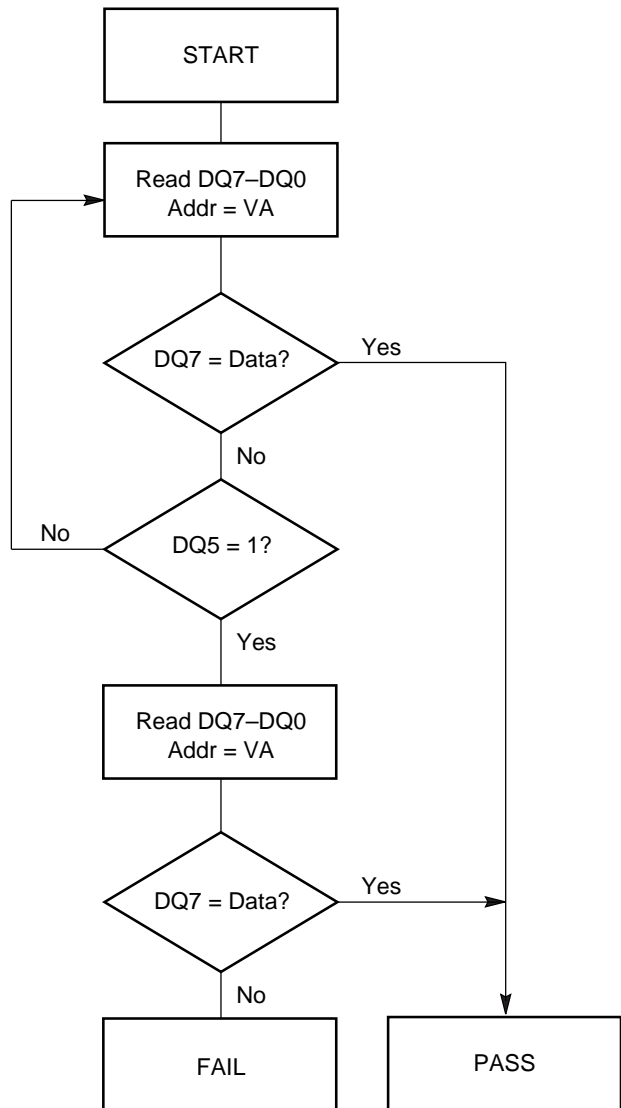 START
Read DQ7–DQ0
Addr = VA
DQ7 = Data?
Yes
No
No
DQ5 = 1?
Yes
Read DQ7–DQ0
Addr = VA
DQ7 = Data?
Yes
No
FAIL
PASS